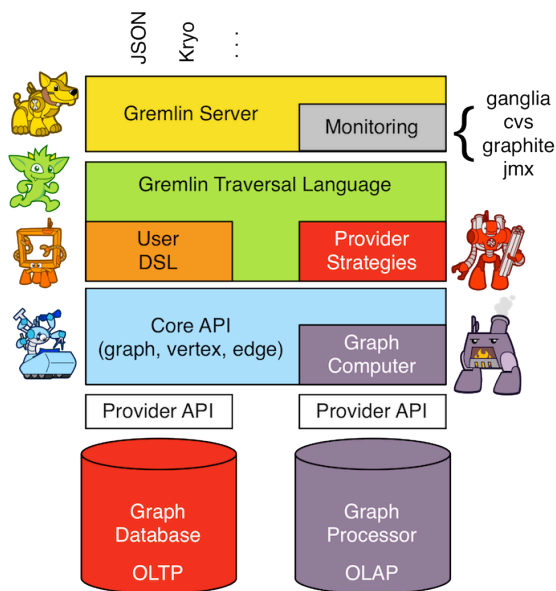 JSON
Kryo
. . .
Gremlin Server
Monitoring
ganglia
cvs
graphite
jmx
Gremlin Traversal Language
User
DSL
Provider
Strategies
Core API
(graph, vertex, edge)
Graph
Computer
Provider API
Provider API
Graph
Database
OLTP
Graph
Processor
OLAP